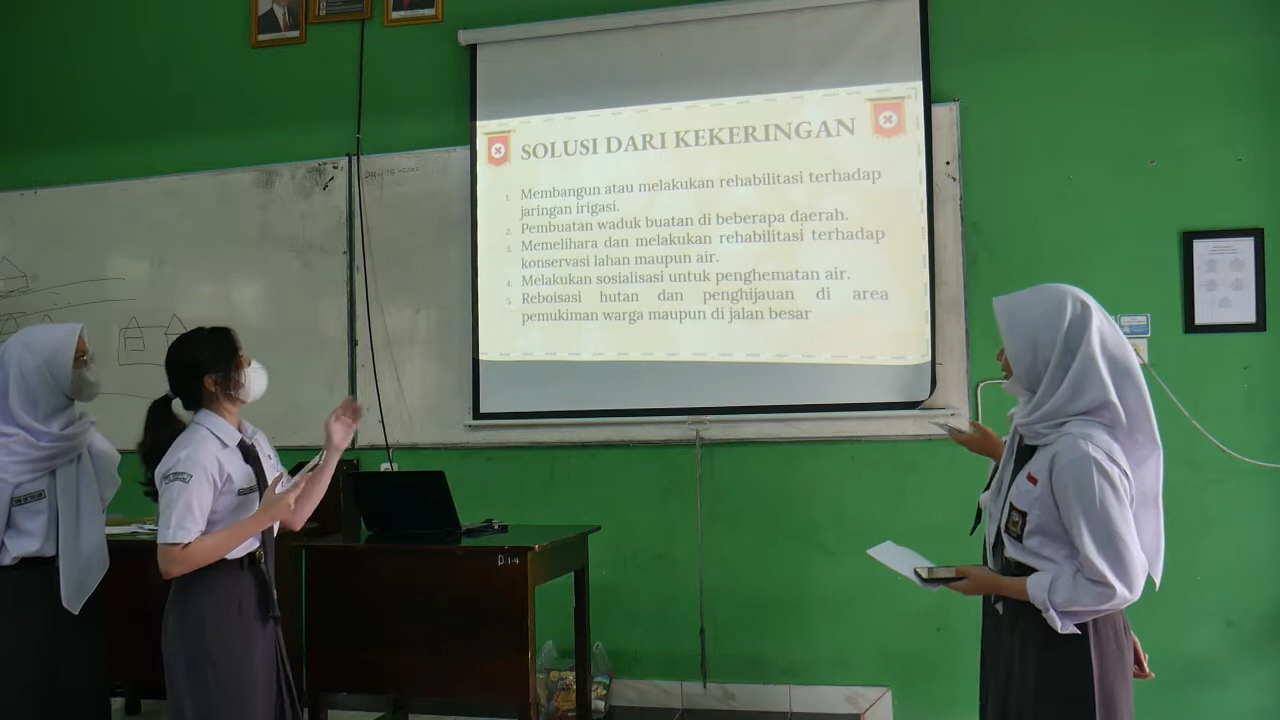 SOLUSI DARI KEKERINGAN
1. Membangun atau melakukan rehabilitasi terhadap
jaringan irigasi.
2. Pembuatan waduk buatan di beberapa daerah.
3. Memelihara dan melakukan rehabilitasi terhadap
konservasi lahan maupun air.
4. Melakukan sosialisasi untuk penghematan air.
5. Reboisasi hutan dan penghijauan di area
pemukiman warga maupun di jalan besar
D.1.4